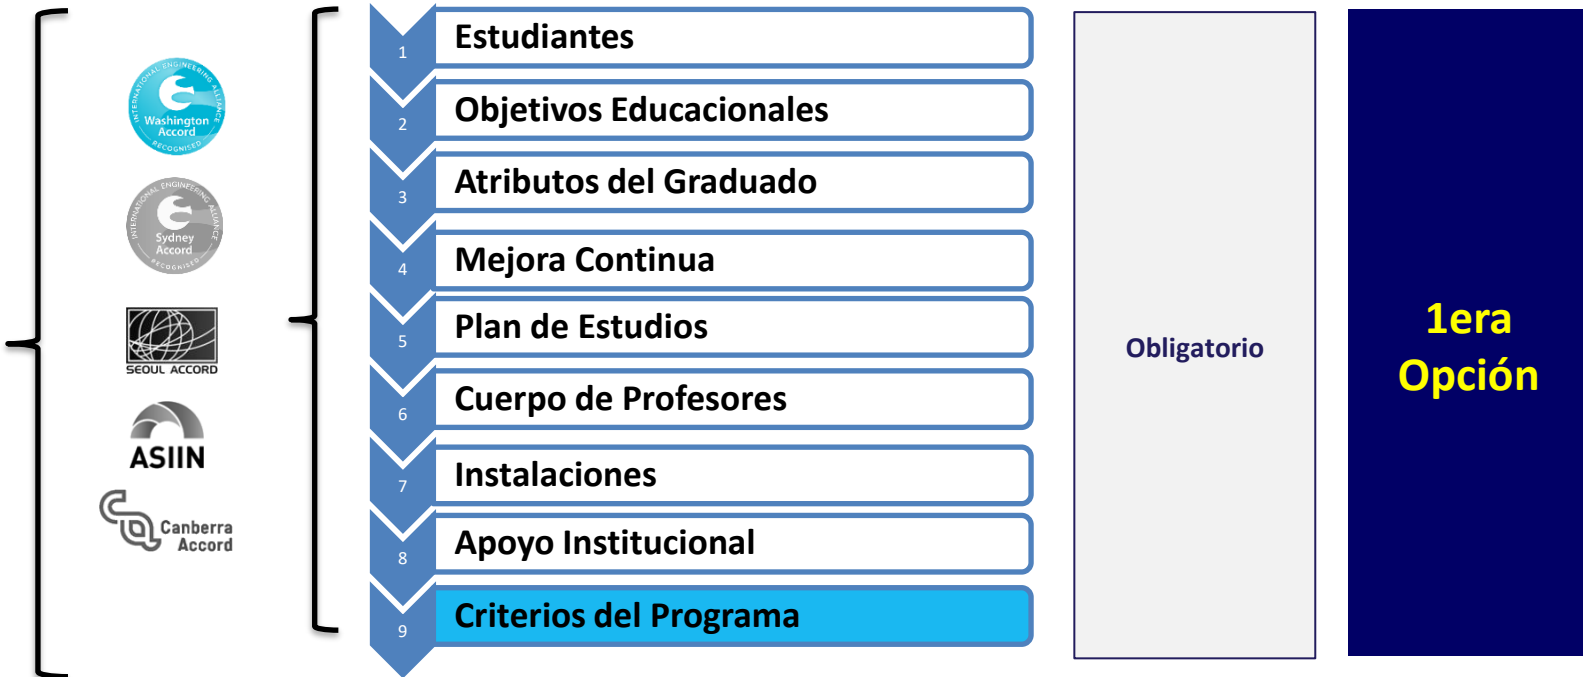 INTERNATIONAL ENGINEERING ALLIANCE
Washington
Accord
RECOGNISED
INTERNATIONAL ENGINEERING ALLIANCE
Sydney
Accord
RECOGNISED
SEOUL ACCORD
ASIIN
Canberra
Accord
1 Estudiantes
2 Objetivos Educacionales
3 Atributos del Graduado
4 Mejora Continua
5 Plan de Estudios
6 Cuerpo de Profesores
7 Instalaciones
8 Apoyo Institucional
9 Criterios del Programa
Obligatorio
1era
Opción